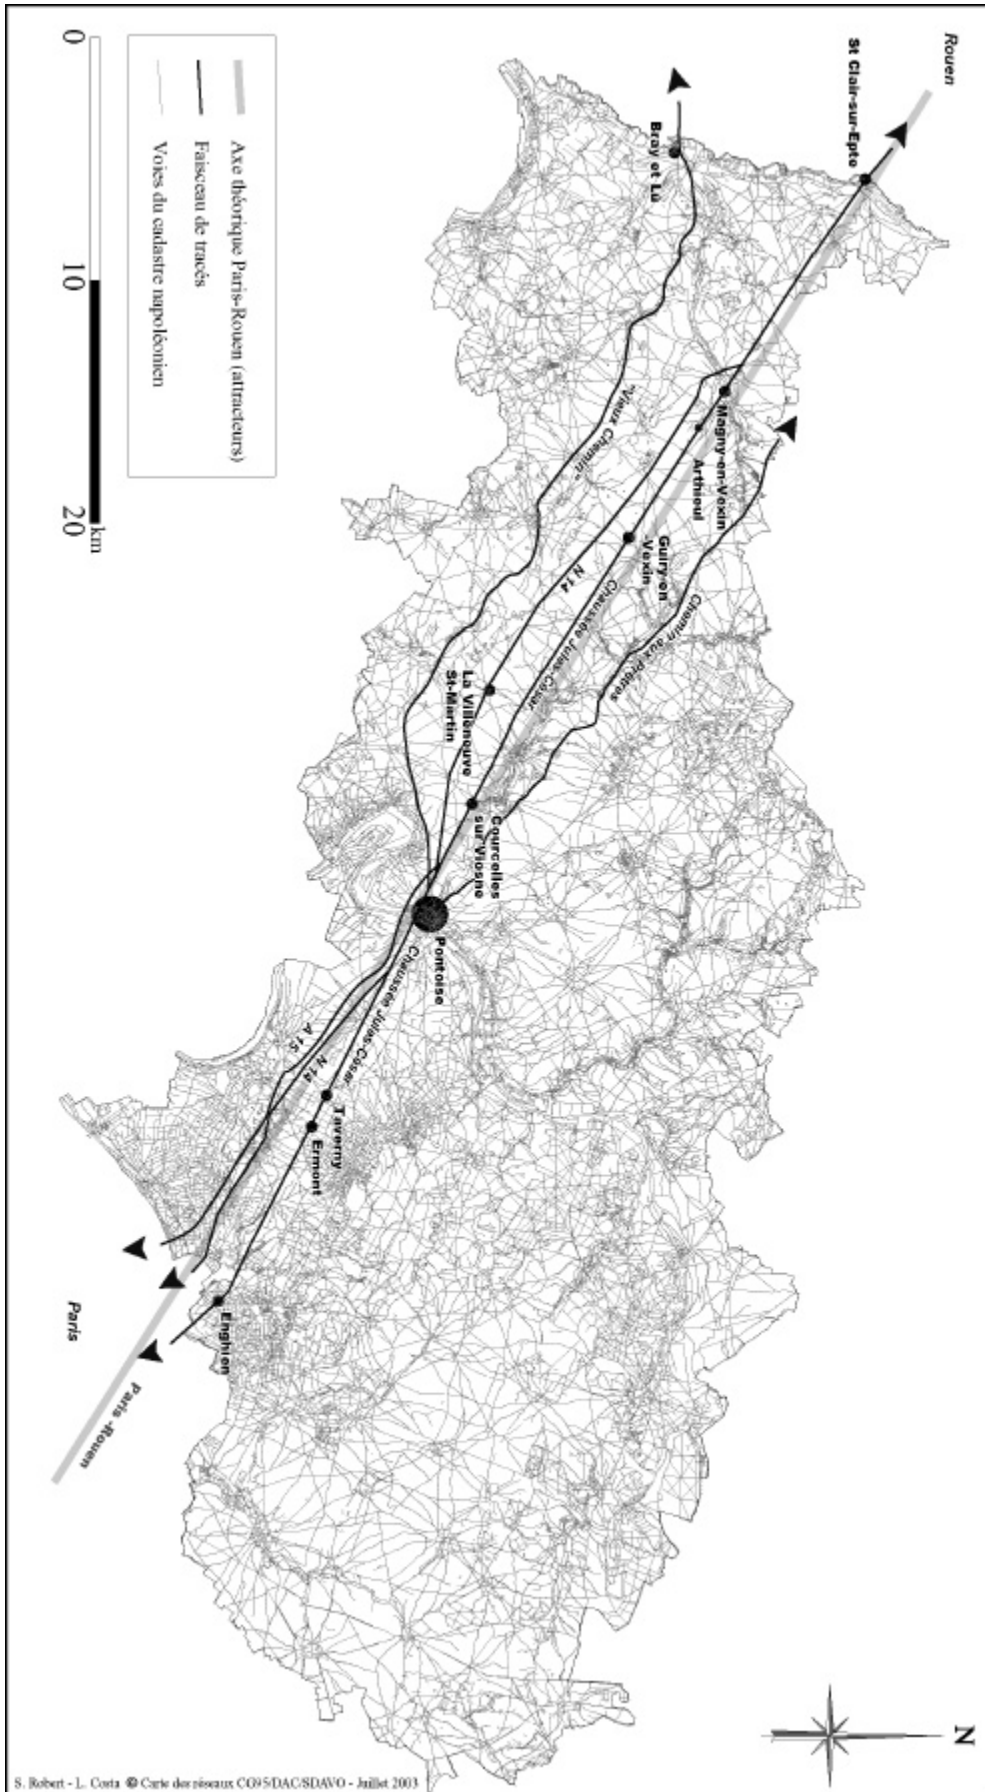 Rouen
St Clair-sur-Epte
Bray et Lû
Magny-en-Vexin
Arthieul
Guiry-en
-Vexin
"Vieux Chemin"
N 14
Chaussée Jules-César
Chemin aux Prêtres
La Villeneuve
St-Martin
Courcelles
sur Viosne
Pontoise
Chaussée Jules-César
A 15
N 14
Taverny
Ermont
Enghien
Paris
Paris-Rouen
N
Axe théorique Paris-Rouen (attracteurs)
Faisceau de tracés
Voies du cadastre napoléonien
0
10
20
km
S. Robert - L. Costa © Carte des réseaux CG95/DAC/SDAVO - Juillet 2003